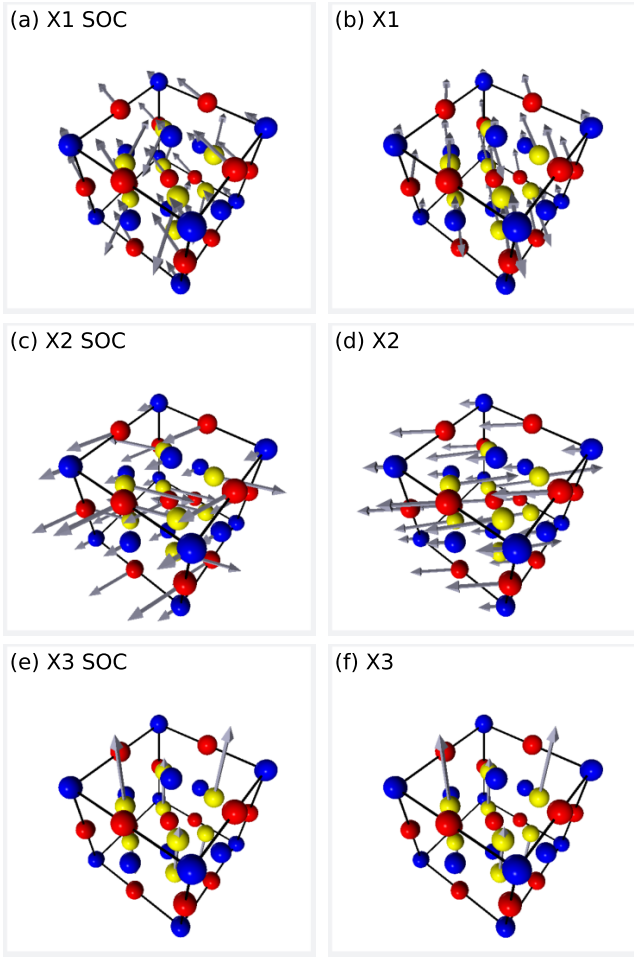 (a) X1 SOC
(b) X1
(c) X2 SOC
(d) X2
(e) X3 SOC
(f) X3